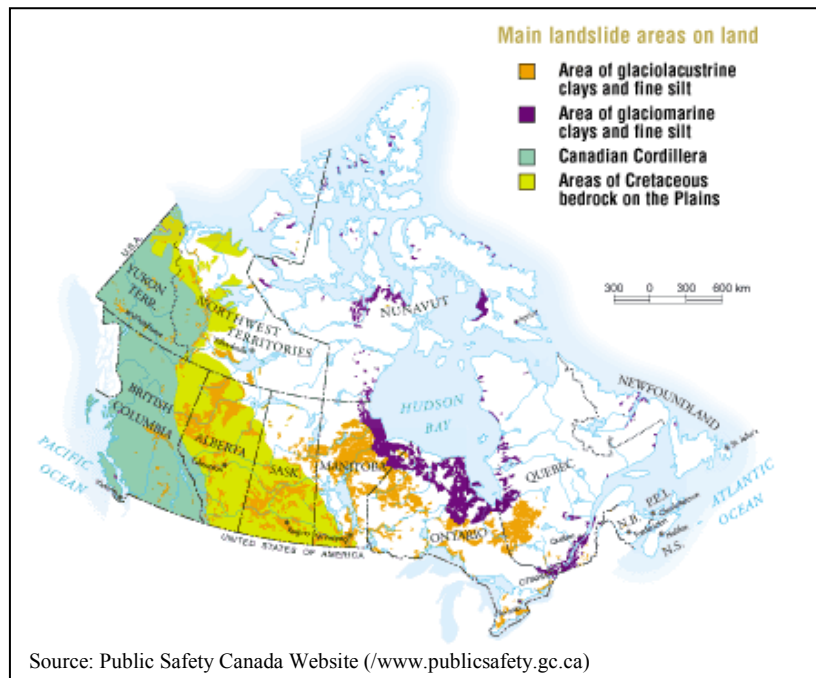 Main landslide areas on land
Area of glaciolacustrine
clays and fine silt
Area of glaciomarine
clays and fine silt
Canadian Cordillera
Areas of Cretaceous
bedrock on the Plains
300 0 300 600 km
U.S.A.
YUKON
TERR.
NORTHWEST
TERRITORIES
NUNAVUT
BRITISH
COLUMBIA
ALBERTA
SASK.
MANITOBA
HUDSON
BAY
ONTARIO
QUEBEC
NEWFOUNDLAND
St. John's
P.E.I.
N.B.
N.S.
PACIFIC
OCEAN
ATLANTIC
OCEAN
UNITED STATES OF AMERICA
Source: Public Safety Canada Website (/www.publicsafety.gc.ca)